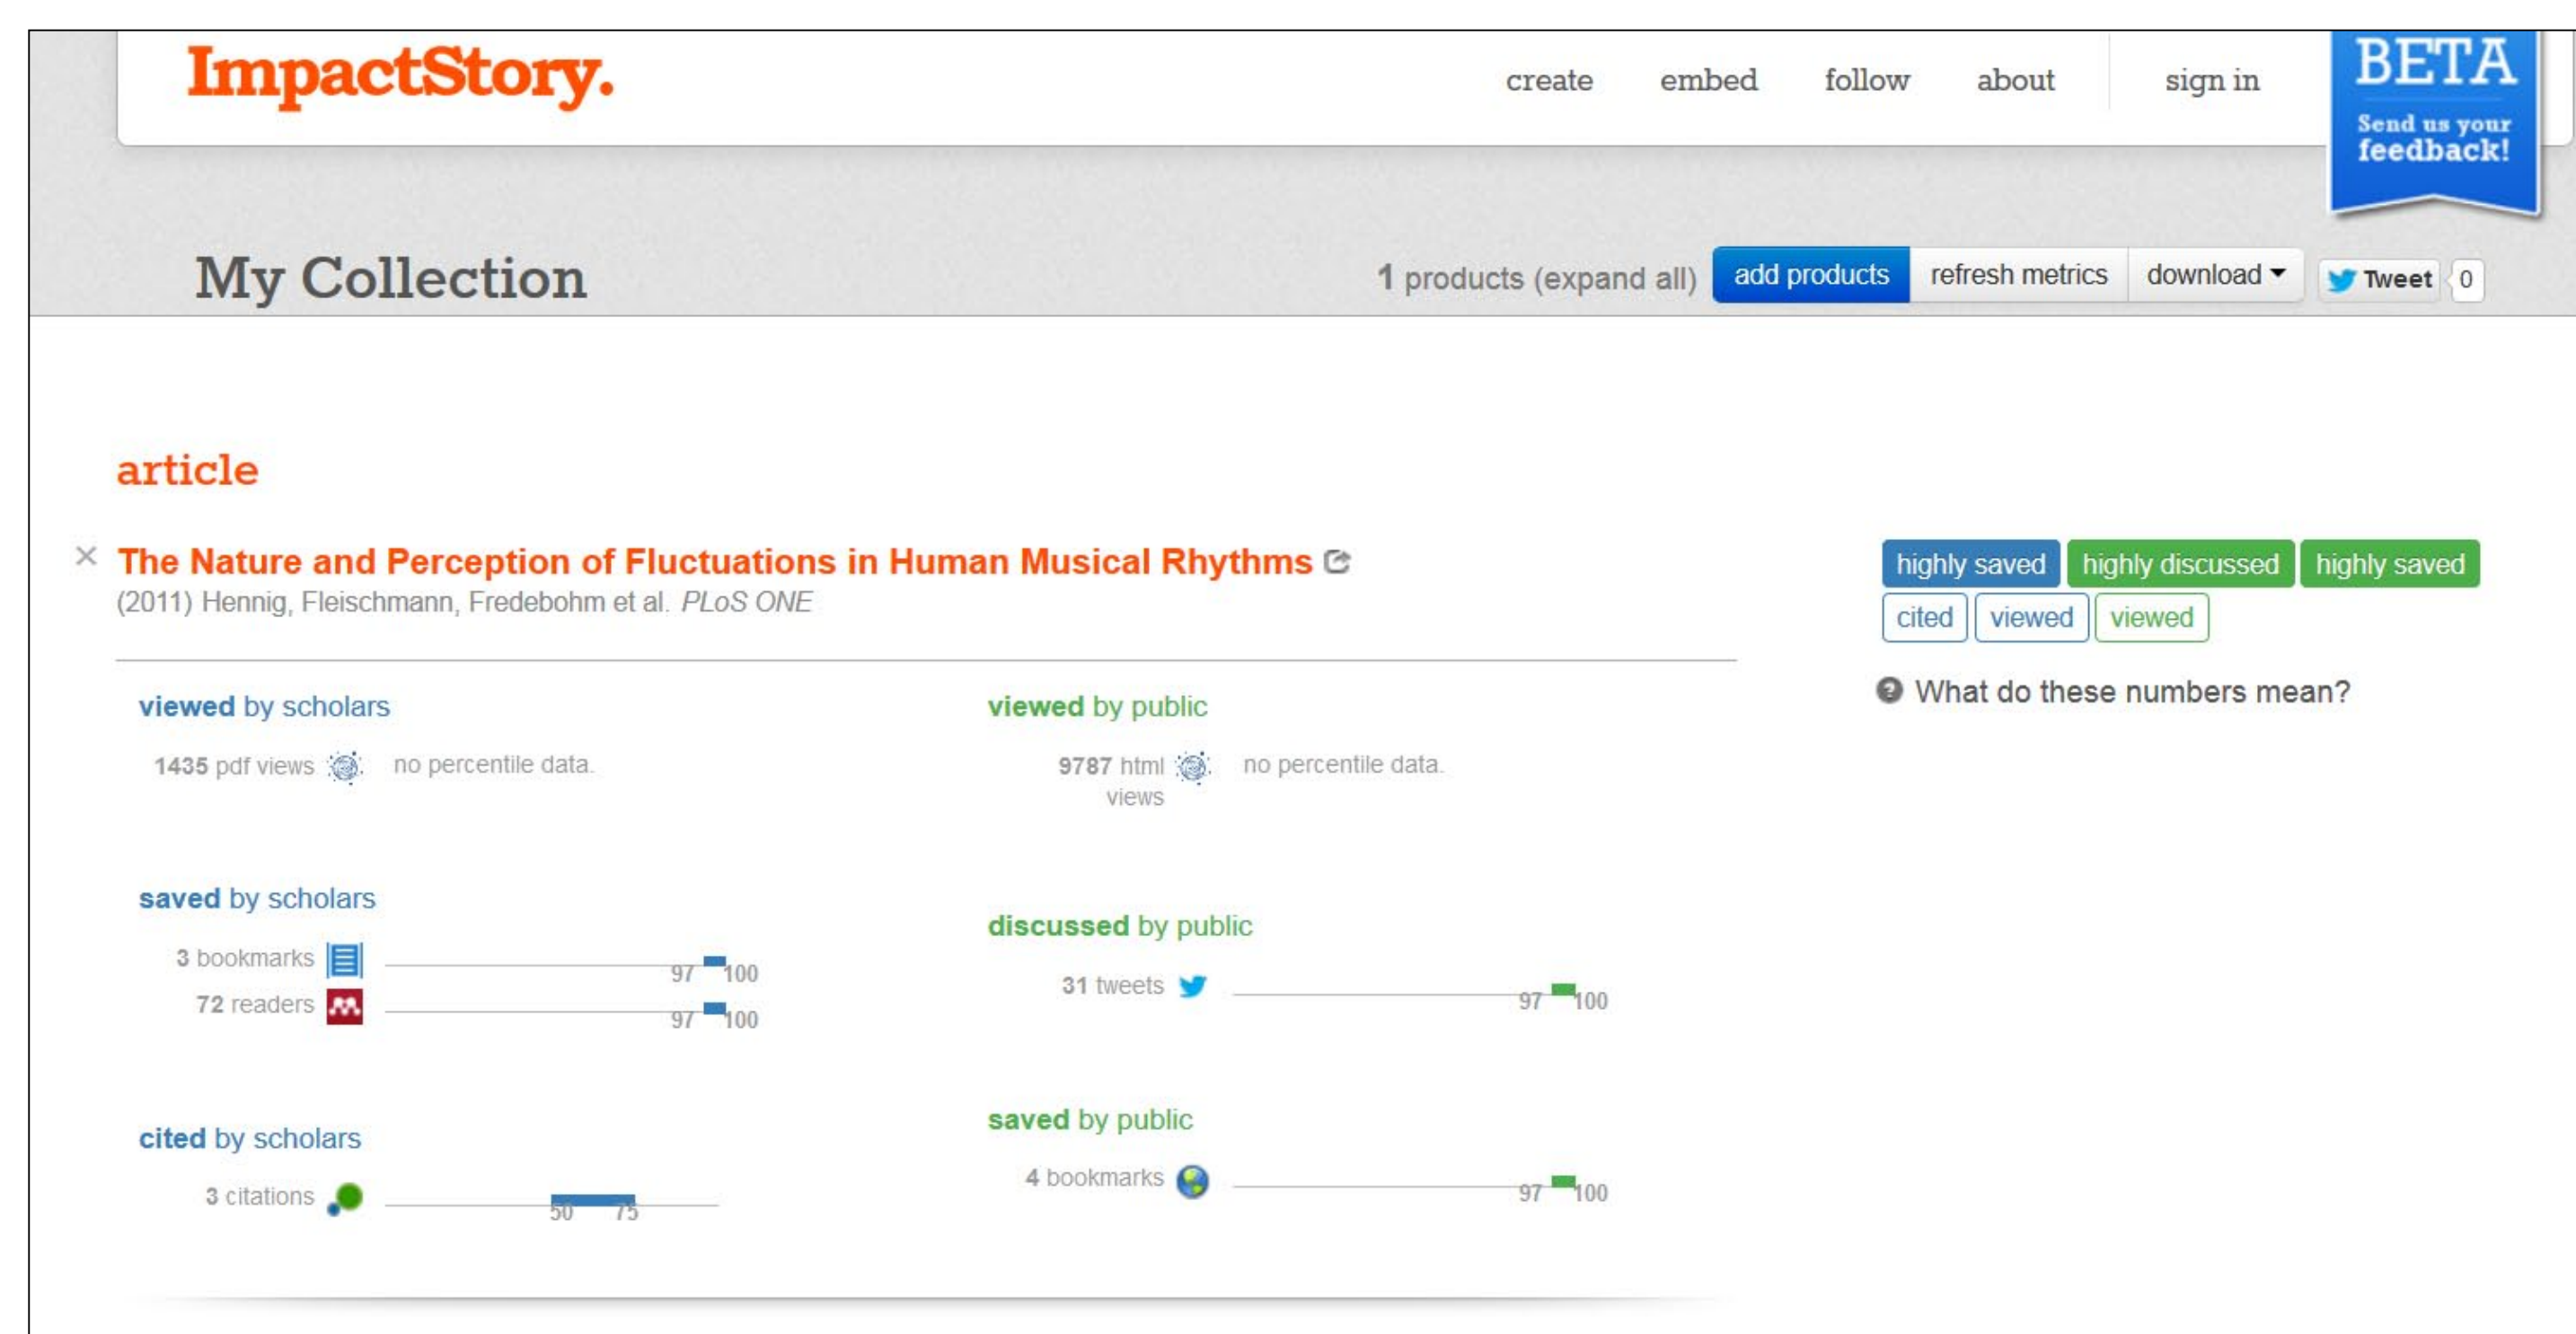 ImpactStory.
create embed follow about sign in
BETA
Send us your
feedback!
My Collection
1 products (expand all) add products refresh metrics download Tweet 0
article
× The Nature and Perception of Fluctuations in Human Musical Rhythms
(2011) Hennig, Fleischmann, Fredebohm et al. PLoS ONE
highly saved highly discussed highly saved
cited viewed viewed
? What do these numbers mean?
viewed by scholars
1435 pdf views no percentile data.
saved by scholars
3 bookmarks 97 100
72 readers 97 100
cited by scholars
3 citations 50 75
viewed by public
9787 html no percentile data.
views
discussed by public
31 tweets 97 100
saved by public
4 bookmarks 97 100